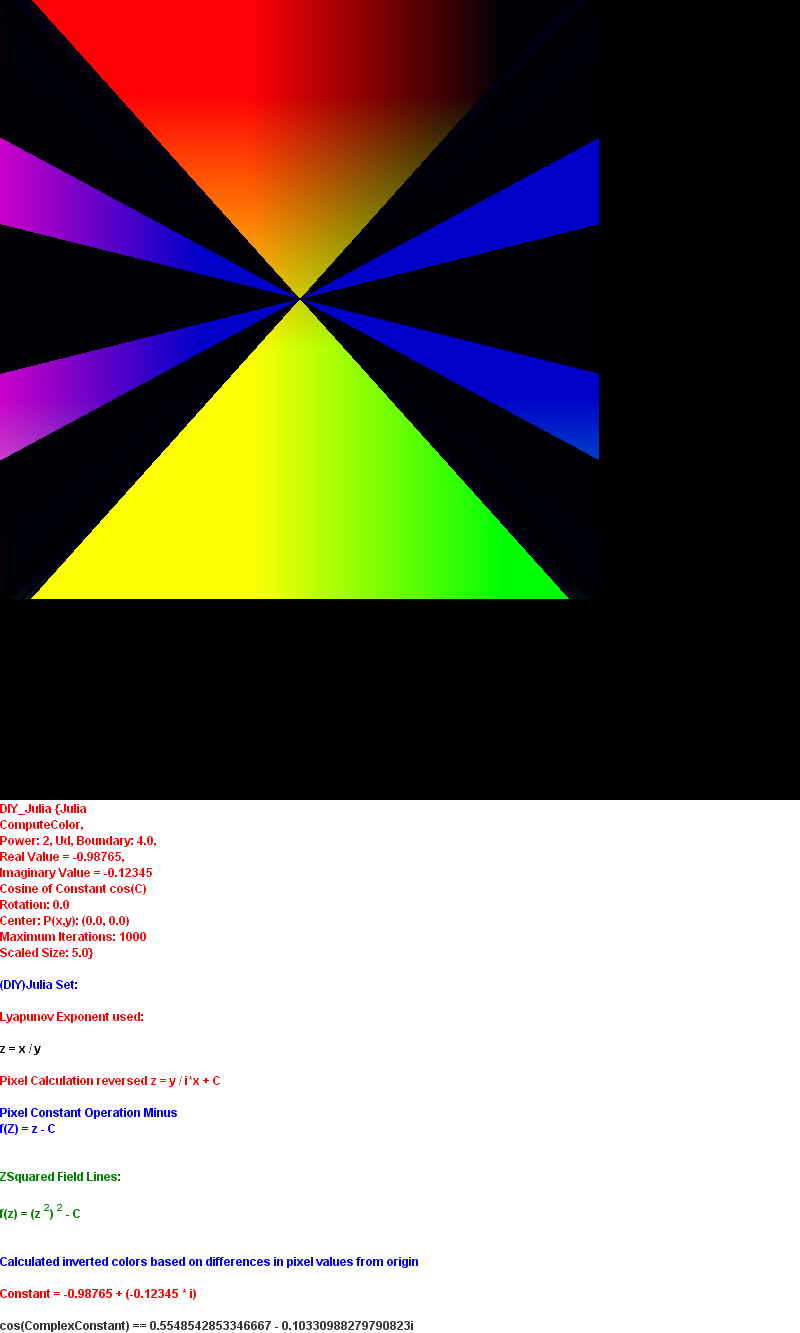 DIY_Julia {Julia
ComputeColor,
Power: 2, Ud, Boundary: 4.0,
Real Value = -0.98765,
Imaginary Value = -0.12345
Cosine of Constant cos(C)
Rotation: 0.0
Center: P(x,y): (0.0, 0.0)
Maximum Iterations: 1000
Scaled Size: 5.0}
(DIY)Julia Set:
Lyapunov Exponent used:
z = x / y
Pixel Calculation reversed z = y / i*x + C
Pixel Constant Operation Minus
f(Z) = z - C
ZSquared Field Lines:
f(z) = (z 2) 2 - C
Calculated inverted colors based on differences in pixel values from origin
Constant = -0.98765 + (-0.12345 * i)
cos(ComplexConstant) == 0.5548542853346667 - 0.10330988279790823i